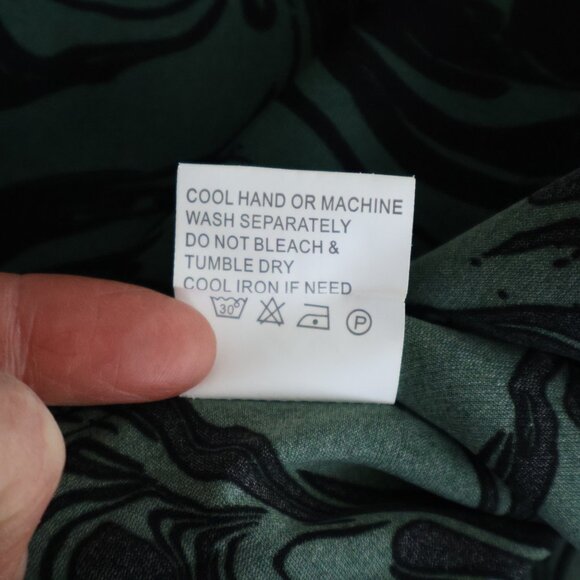 COOL HAND OR MACHINE
WASH SEPARATELY
DO NOT BLEACH &
TUMBLE DRY
COOL IRON IF NEED
30° P